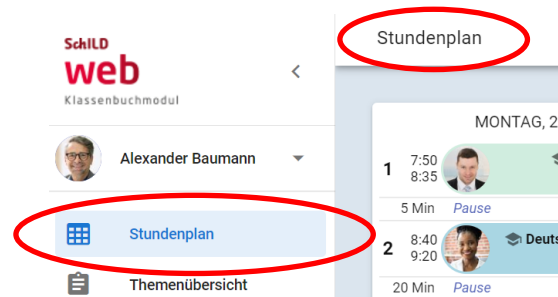 SchILD
web
Klassenbuchmodul
Alexander Baumann
Stundenplan
Themenübersicht
Stundenplan
MONTAG, 2
1 7:50
8:35
5 Min Pause
2 8:40
9:20
Deuts
20 Min Pause